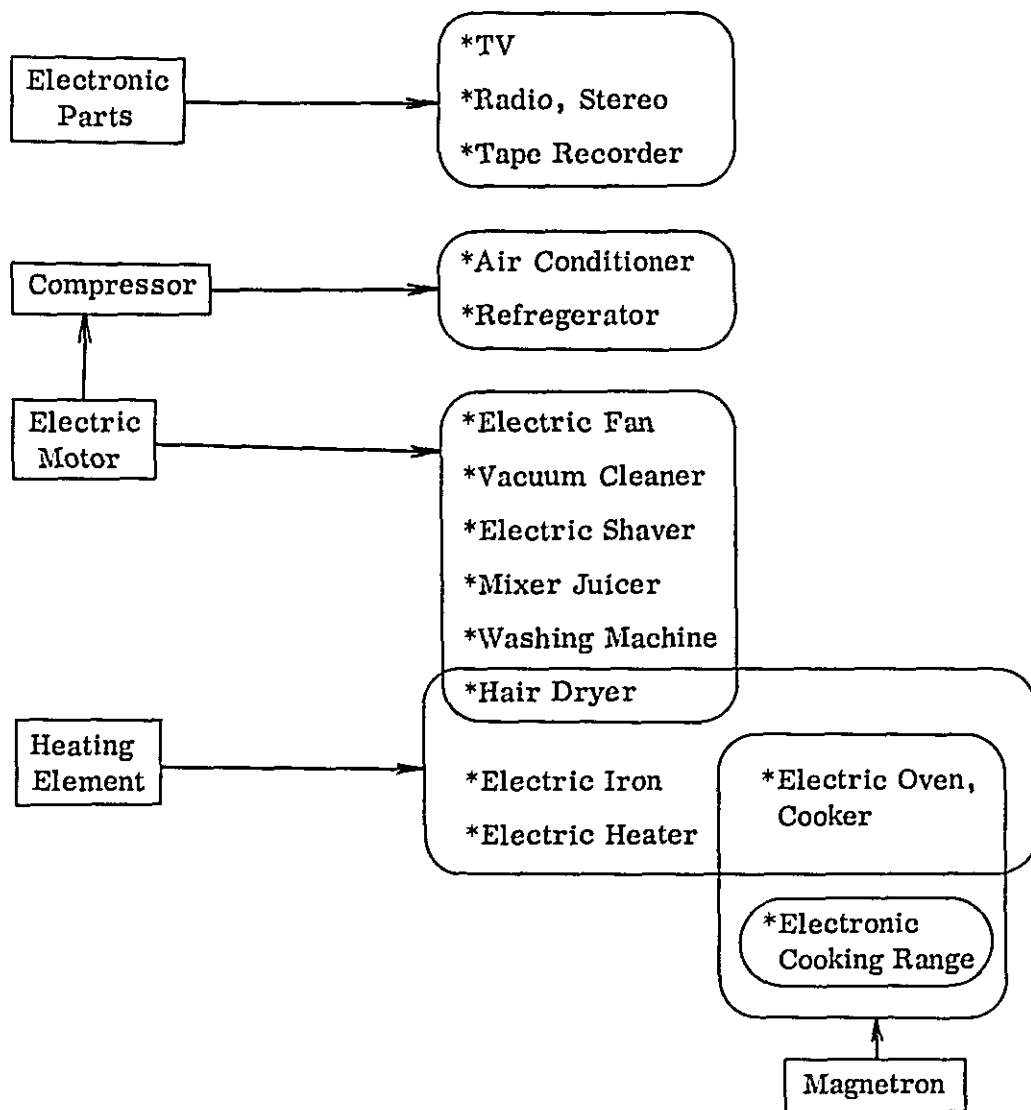 Electronic
Parts
*TV
*Radio, Stereo
*Tape Recorder
Compressor
*Air Conditioner
*Refregerator
Electric
Motor
*Electric Fan
*Vacuum Cleaner
*Electric Shaver
*Mixer Juicer
*Washing Machine
*Hair Dryer
Heating
Element
*Electric Iron
*Electric Heater
*Electric Oven,
Cooker
*Electronic
Cooking Range
Magnetron